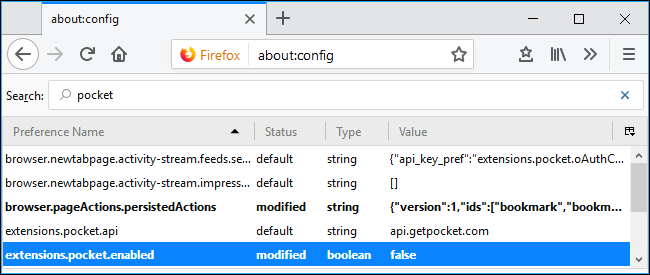 about:config
Firefox about:config
Search: pocket
Preference Name Status Type Value
browser.newtabpage.activity-stream.feeds.se... default string {"api_key_pref":"extensions.pocket.oAuthC...
browser.newtabpage.activity-stream.impress... default string []
browser.pageActions.persistedActions modified string {"version":1,"ids":["bookmark","bookm...
extensions.pocket.api default string api.getpocket.com
extensions.pocket.enabled modified boolean false